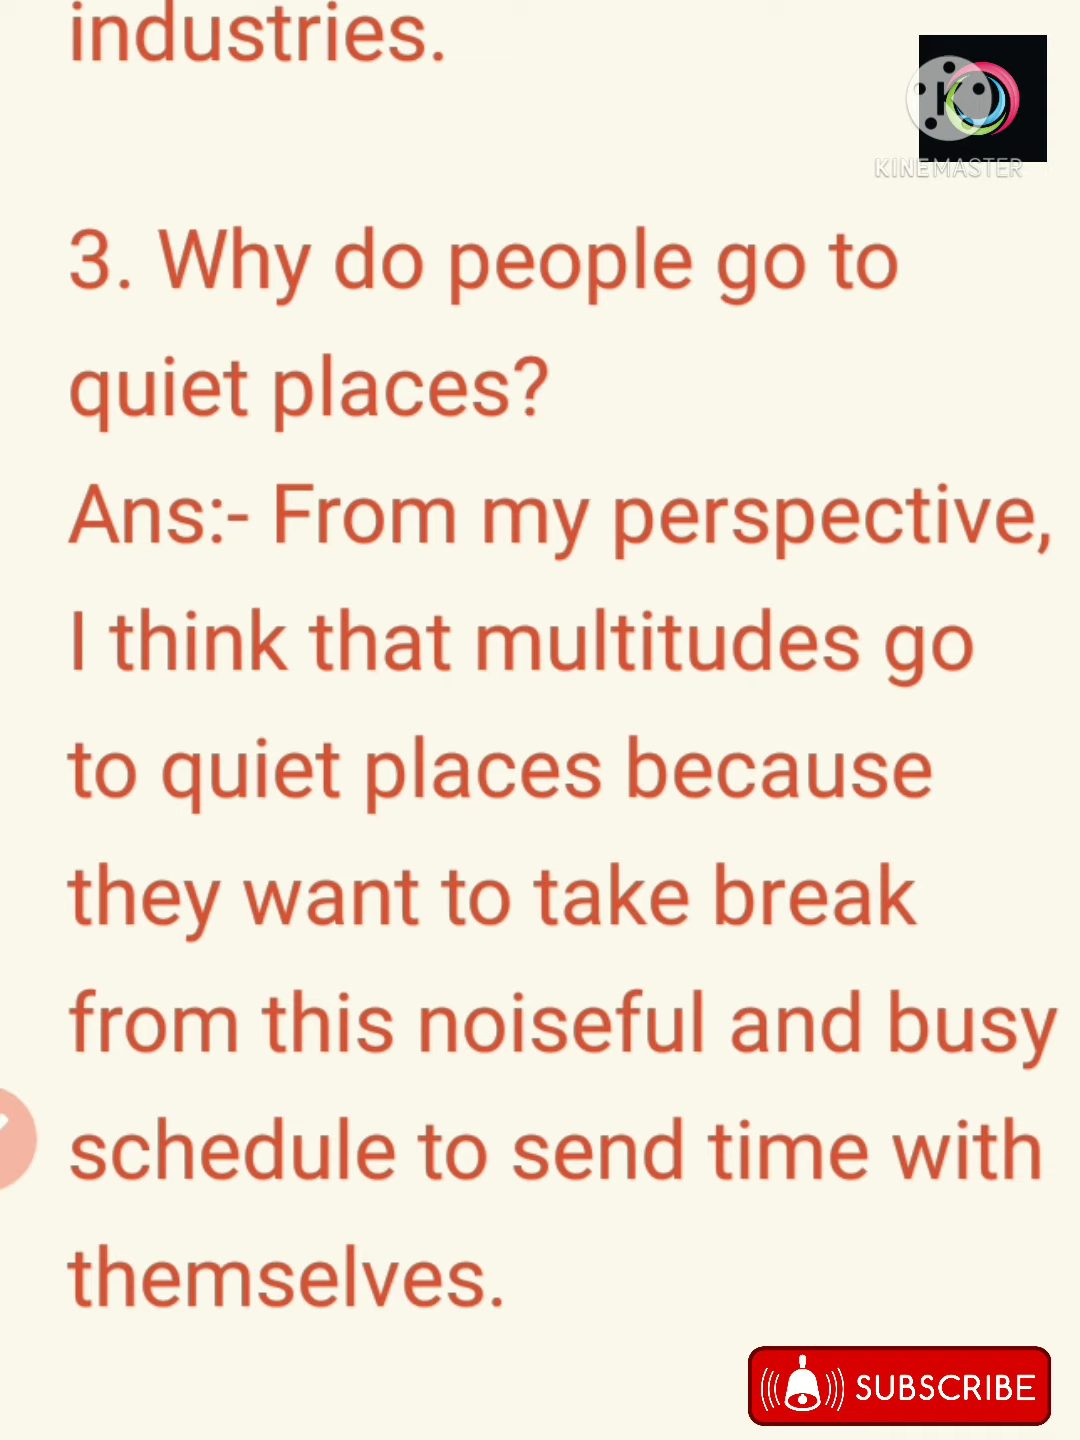 industries.
KINEMASTER
3. Why do people go to
quiet places?
Ans:- From my perspective,
I think that multitudes go
to quiet places because
they want to take break
from this noiseful and busy
schedule to send time with
themselves.
SUBSCRIBE